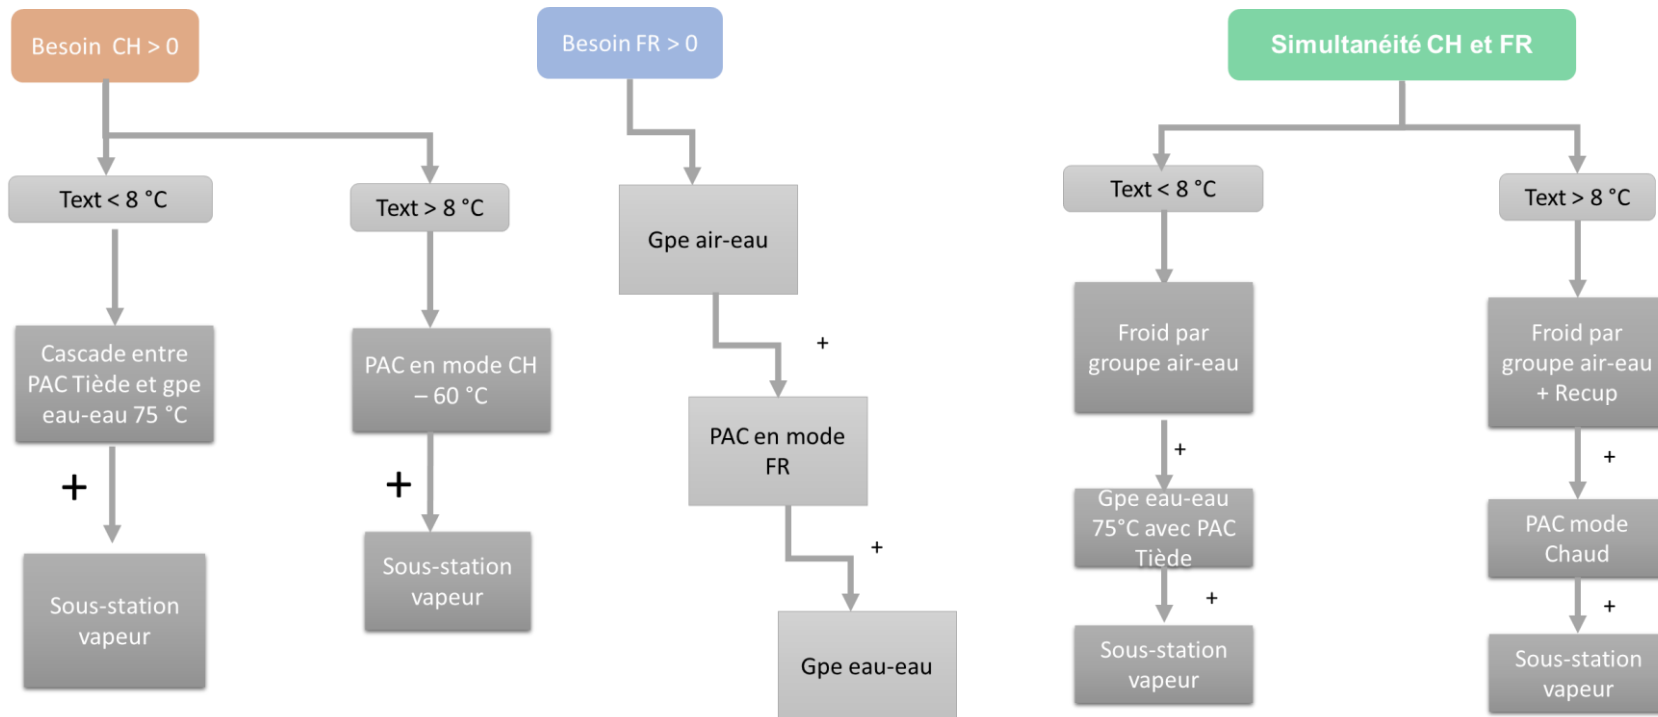 Besoin CH > 0
Text < 8 °C
Text > 8 °C
Cascade entre
PAC Tiède et gpe
eau-eau 75 °C
PAC en mode CH
– 60 °C
+
+
Sous-station
vapeur
Sous-station
vapeur
Besoin FR > 0
Gpe air-eau
+
PAC en mode
FR
+
Gpe eau-eau
Simultanéité CH et FR
Text < 8 °C
Text > 8 °C
Froid par
groupe air-eau
Froid par
groupe air-eau
+ Recup
+
+
Gpe eau-eau
75°C avec PAC
Tiède
PAC mode
Chaud
+
+
Sous-station
vapeur
Sous-station
vapeur